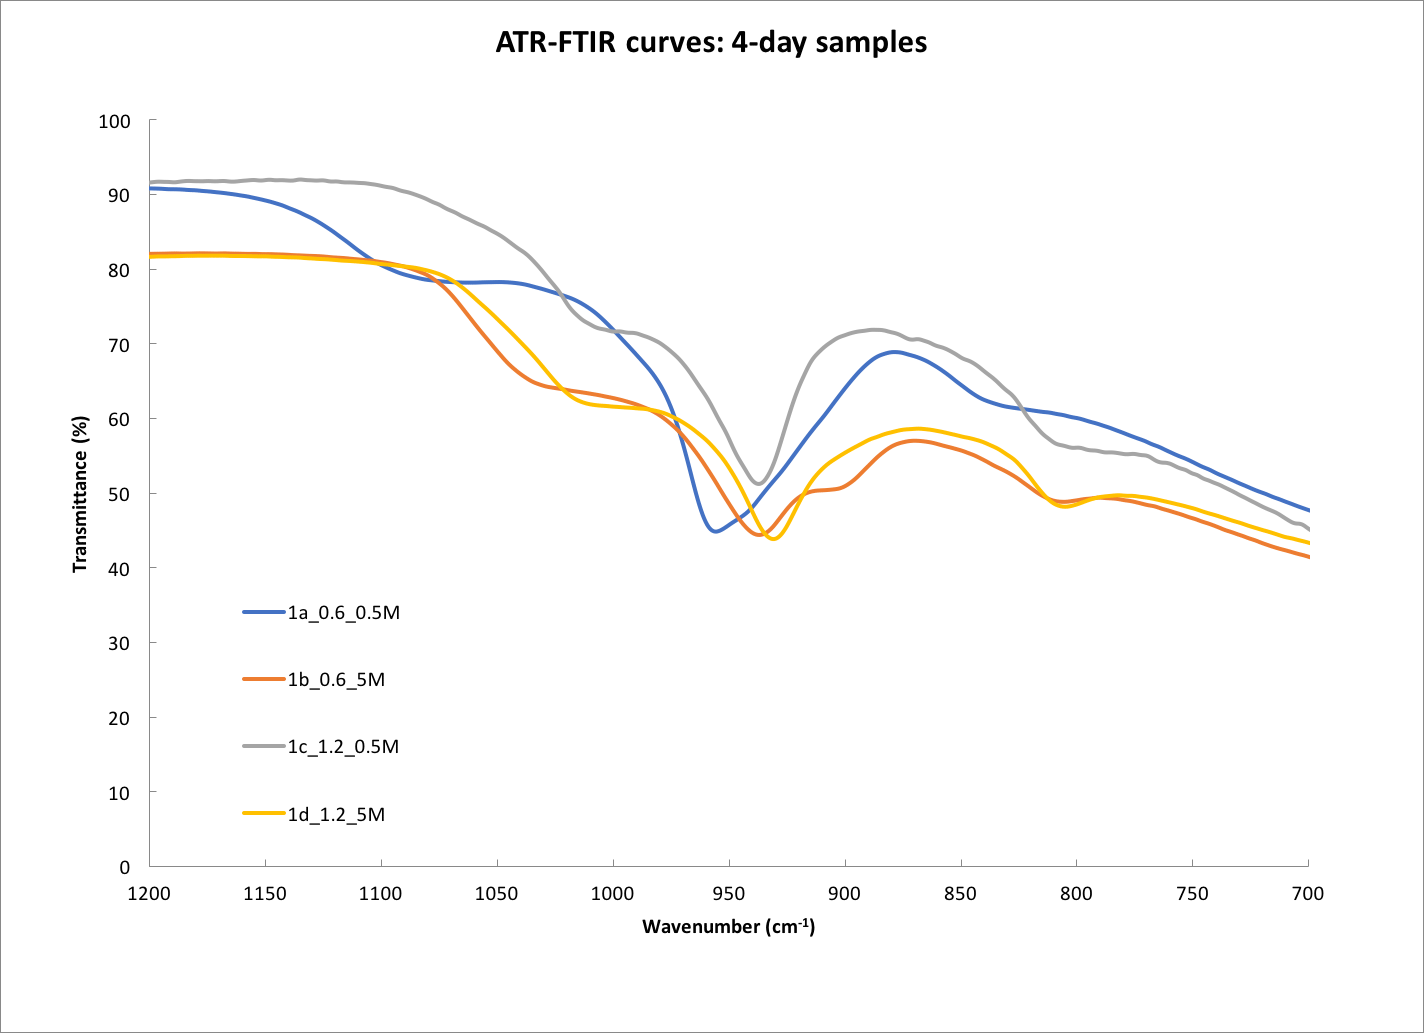 ATR-FTIR curves: 4-day samples
100
90
80
70
60
50
40
30
20
10
0
Transmittance (%)
1a_0.6_0.5M
1b_0.6_5M
1c_1.2_0.5M
1d_1.2_5M
1200 1150 1100 1050 1000 950 900 850 800 750 700
Wavenumber (cm⁻¹)